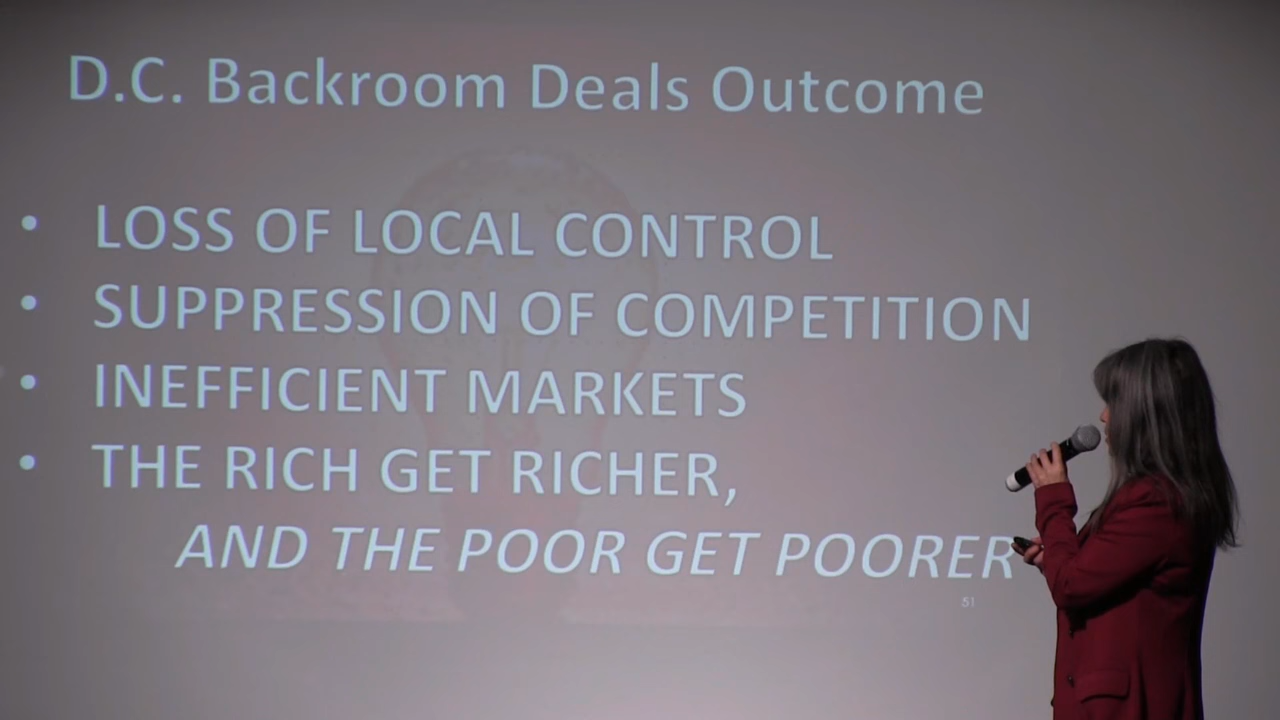 D.C. Backroom Deals Outcome
• LOSS OF LOCAL CONTROL
• SUPPRESSION OF COMPETITION
• INEFFICIENT MARKETS
• THE RICH GET RICHER,
AND THE POOR GET POORER
51